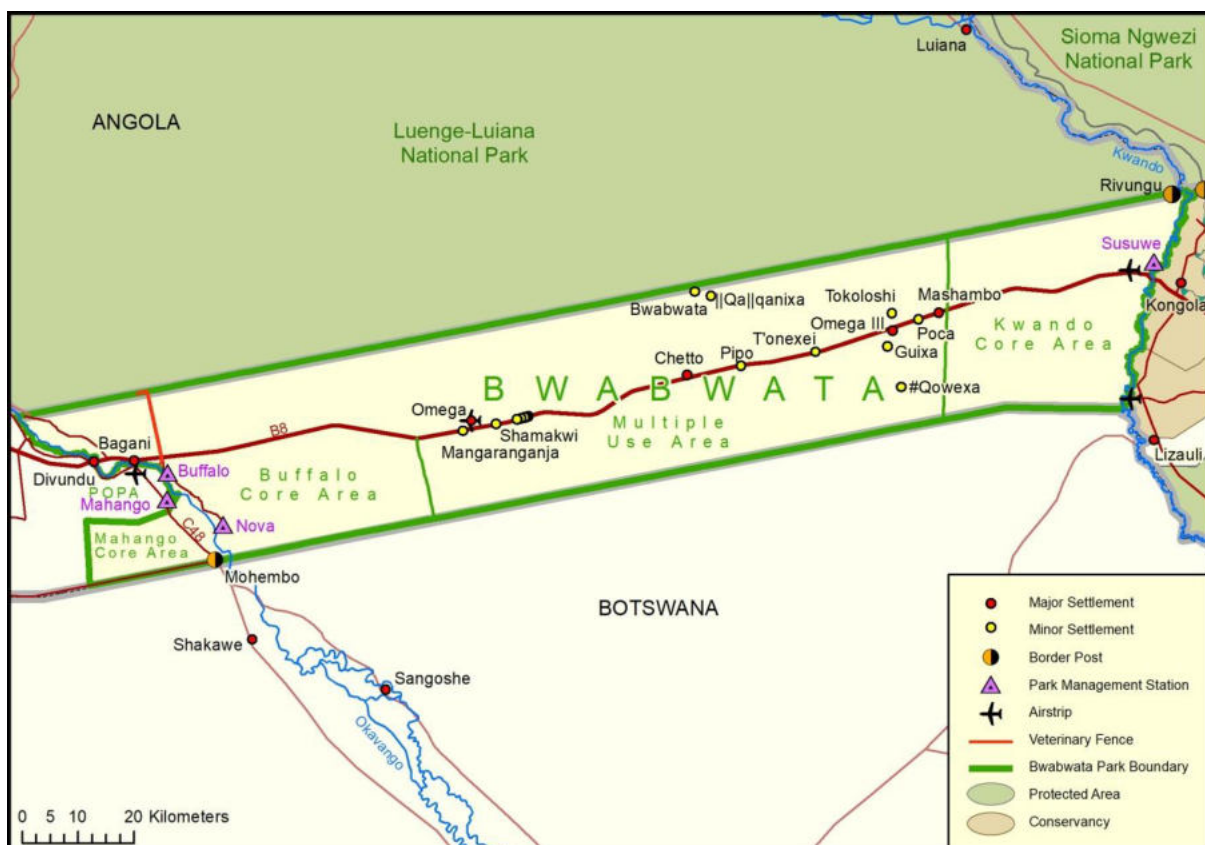 Luiana
Sioma Ngwezi
National Park
ANGOLA
Luenge-Luiana
National Park
Kwando
Rivungu
Susuwe
Kongola
Bwabwata
||Qa||qanixa
Tokoloshi
Mashambo
Omega III
Poca
T'onexei
Guixa
Kwando
Core Area
Pipo
Chetto
#Qowexa
BWABWATA
Multiple
Use Area
Omega
Shamakwi
Mangaranganja
B8
Lizauli
Bagani
Divundu
Buffalo
Buffalo
Core Area
POPA
Mahango
Nova
C48
Mahango
Core Area
Mohembo
BOTSWANA
Shakawe
Sangoshe
Okavango
0 5 10 20 Kilometers
Major Settlement
Minor Settlement
Border Post
Park Management Station
Airstrip
Veterinary Fence
Bwabwata Park Boundary
Protected Area
Conservancy